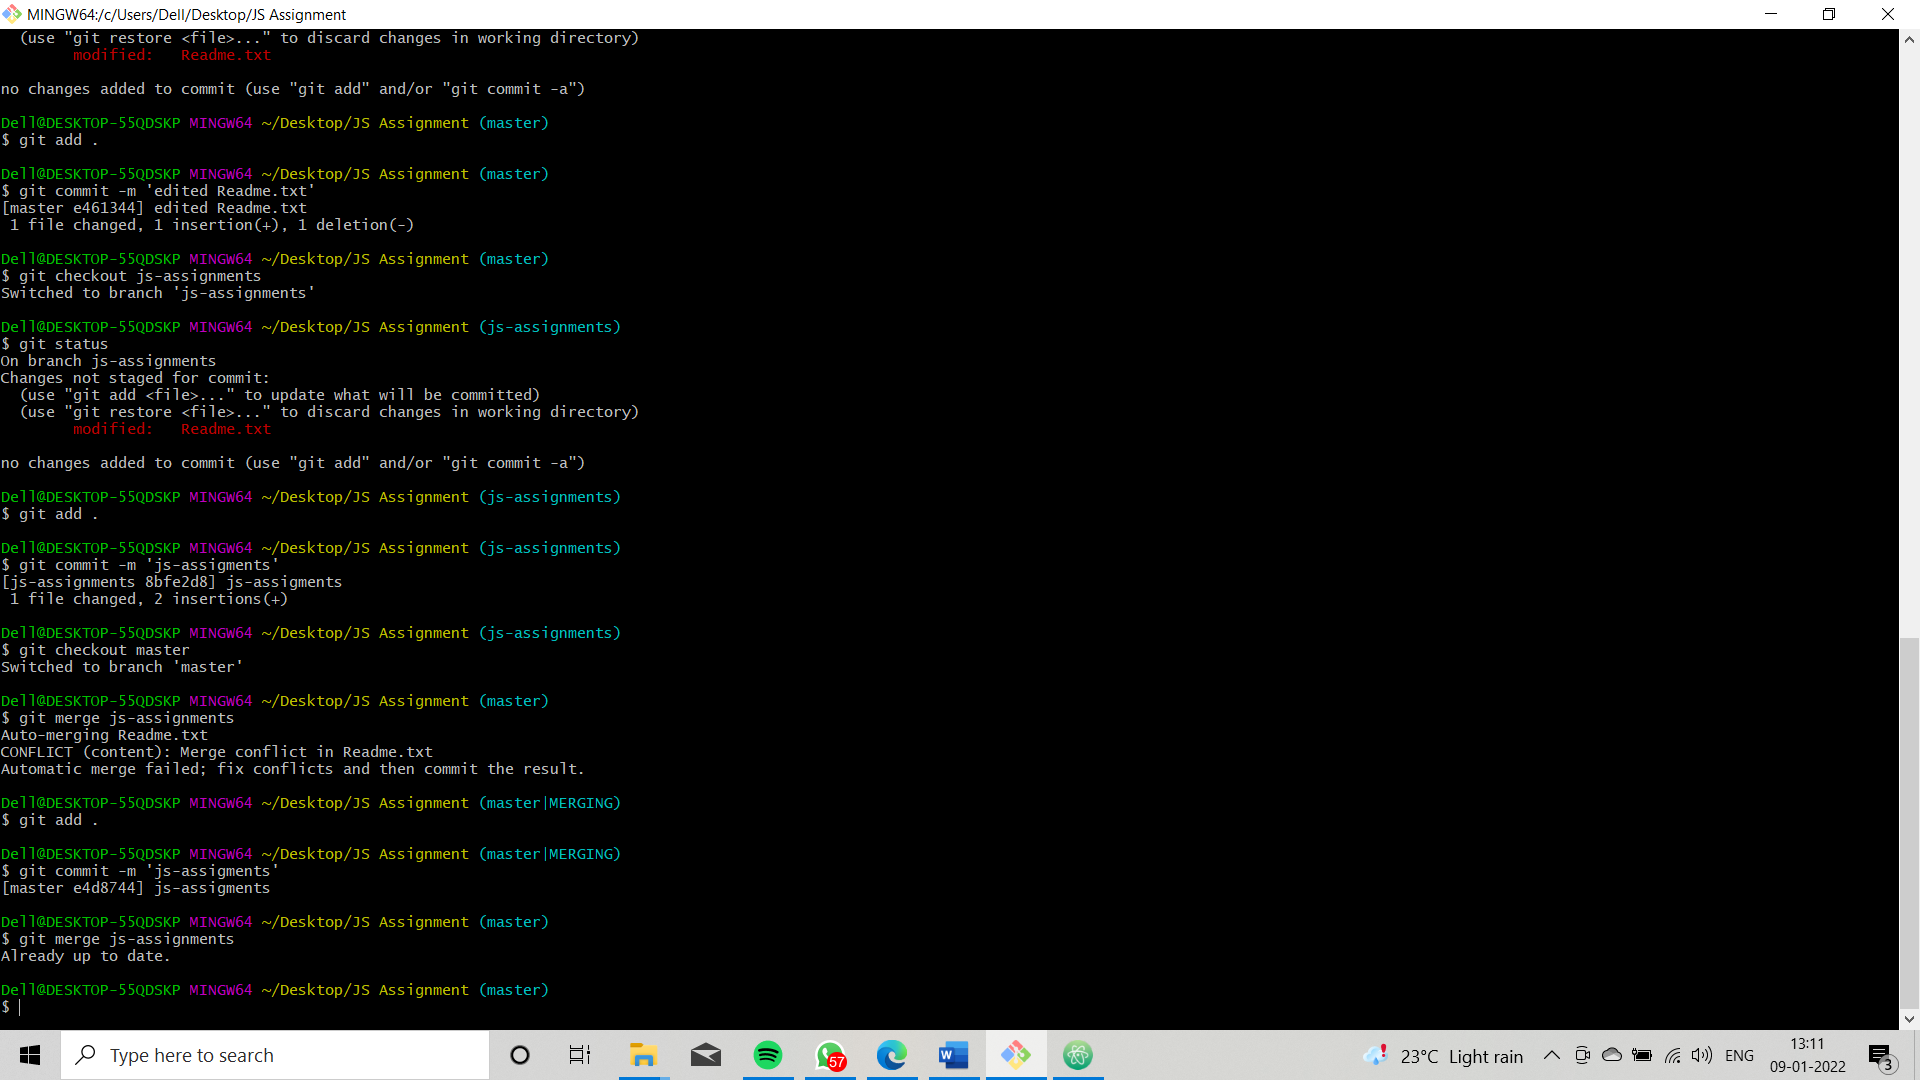 MINGW64:/c/Users/Dell/Desktop/JS Assignment
(use "git restore <file>..." to discard changes in working directory)
modified:   Readme.txt
no changes added to commit (use "git add" and/or "git commit -a")
Dell@DESKTOP-55QDSKP MINGW64 ~/Desktop/JS Assignment (master)
$ git add .
Dell@DESKTOP-55QDSKP MINGW64 ~/Desktop/JS Assignment (master)
$ git commit -m 'edited Readme.txt'
[master e461344] edited Readme.txt
1 file changed, 1 insertion(+), 1 deletion(-)
Dell@DESKTOP-55QDSKP MINGW64 ~/Desktop/JS Assignment (master)
$ git checkout js-assignments
Switched to branch 'js-assignments'
Dell@DESKTOP-55QDSKP MINGW64 ~/Desktop/JS Assignment (js-assignments)
$ git status
On branch js-assignments
Changes not staged for commit:
(use "git add <file>..." to update what will be committed)
(use "git restore <file>..." to discard changes in working directory)
modified:   Readme.txt
no changes added to commit (use "git add" and/or "git commit -a")
Dell@DESKTOP-55QDSKP MINGW64 ~/Desktop/JS Assignment (js-assignments)
$ git add .
Dell@DESKTOP-55QDSKP MINGW64 ~/Desktop/JS Assignment (js-assignments)
$ git commit -m 'js-assigments'
[js-assignments 8bfe2d8] js-assigments
1 file changed, 2 insertions(+)
Dell@DESKTOP-55QDSKP MINGW64 ~/Desktop/JS Assignment (js-assignments)
$ git checkout master
Switched to branch 'master'
Dell@DESKTOP-55QDSKP MINGW64 ~/Desktop/JS Assignment (master)
$ git merge js-assignments
Auto-merging Readme.txt
CONFLICT (content): Merge conflict in Readme.txt
Automatic merge failed; fix conflicts and then commit the result.
Dell@DESKTOP-55QDSKP MINGW64 ~/Desktop/JS Assignment (master|MERGING)
$ git add .
Dell@DESKTOP-55QDSKP MINGW64 ~/Desktop/JS Assignment (master|MERGING)
$ git commit -m 'js-assigments'
[master e4d8744] js-assigments
Dell@DESKTOP-55QDSKP MINGW64 ~/Desktop/JS Assignment (master)
$ git merge js-assignments
Already up to date.
Dell@DESKTOP-55QDSKP MINGW64 ~/Desktop/JS Assignment (master)
$
Type here to search
57
W
23°C Light rain
ENG
13:11
09-01-2022
3